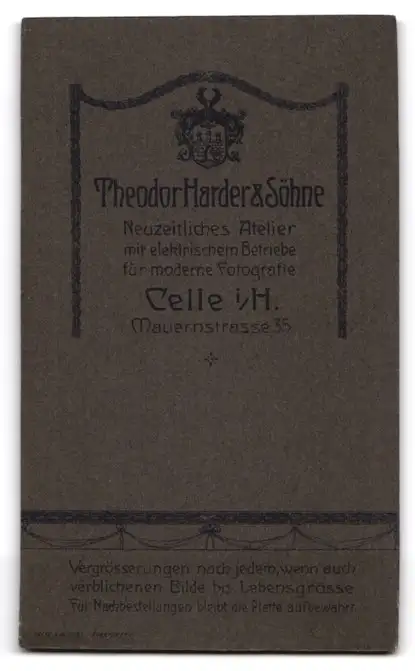 Theodor Harder & Söhne
Neuzeitliches Atelier
mit elektrischem Betriebe
für moderne Fotografie
Celle i/H.
Mauernstrasse 35
Vergrösserungen nach jedem, wenn auch
verblichenen Bilde bis Lebensgrösse
Für Nachbestellungen bleibt die Platte aufbewahrt